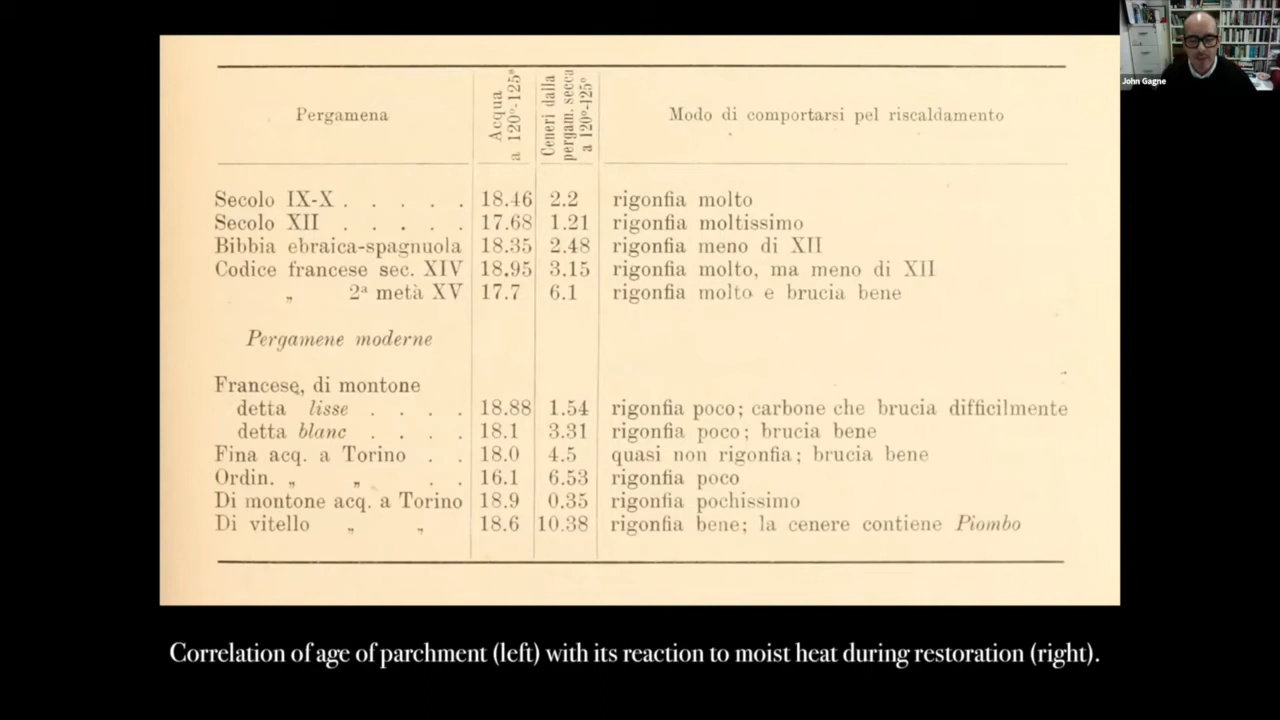 John Gagne
Pergamena
Acqua
a 120º-125º
Ceneri dalla
pergam. secca
a 120º-125º
Modo di comportarsi pel riscaldamento
Secolo IX-X . . . . . 18.46 2.2 rigonfia molto
Secolo XII . . . . . 17.68 1.21 rigonfia moltissimo
Bibbia ebraica-spagnuola 18.35 2.48 rigonfia meno di XII
Codice francese sec. XIV 18.95 3.15 rigonfia molto, ma meno di XII
„ 2ª metà XV 17.7 6.1 rigonfia molto e brucia bene
Pergamene moderne
Francese, di montone
detta lisse . . . . 18.88 1.54 rigonfia poco; carbone che brucia difficilmente
detta blanc . . . . 18.1 3.31 rigonfia poco; brucia bene
Fina acq. a Torino . . 18.0 4.5 quasi non rigonfia; brucia bene
Ordin. „ „ . . 16.1 6.53 rigonfia poco
Di montone acq. a Torino 18.9 0.35 rigonfia pochissimo
Di vitello „ „ 18.6 10.38 rigonfia bene; la cenere contiene Piombo
Correlation of age of parchment (left) with its reaction to moist heat during restoration (right).